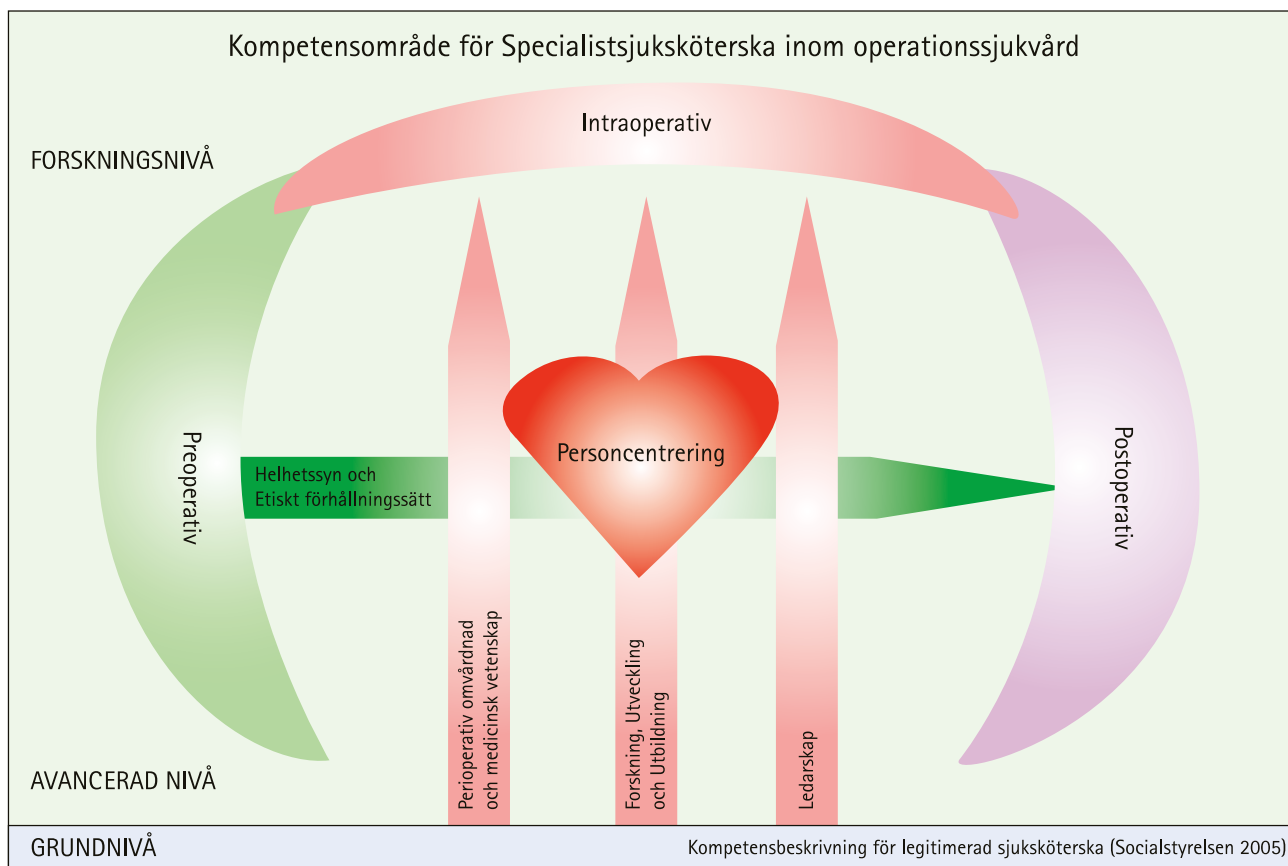 Kompetensområde för Specialistsjuksköterska inom operationssjukvård
Intraoperativ
FORSKNINGSNIVÅ
Preoperativ
Helhetssyn och
Etiskt förhållningssätt
Personcentrering
Postoperativ
Perioperativ omvårdnad
och medicinsk vetenskap
Forskning, Utveckling
och Utbildning
Ledarskap
AVANCERAD NIVÅ
GRUNDNIVÅ
Kompetensbeskrivning för legitimerad sjuksköterska (Socialstyrelsen 2005)